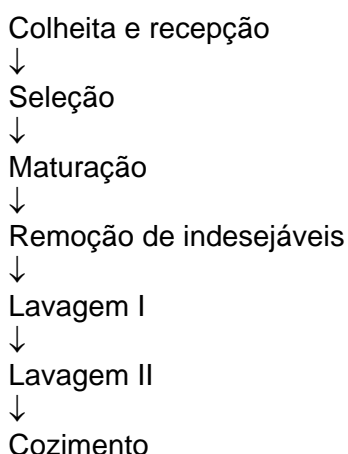 Colheita e recepção
↓
Seleção
↓
Maturação
↓
Remoção de indesejáveis
↓
Lavagem I
↓
Lavagem II
↓
Cozimento